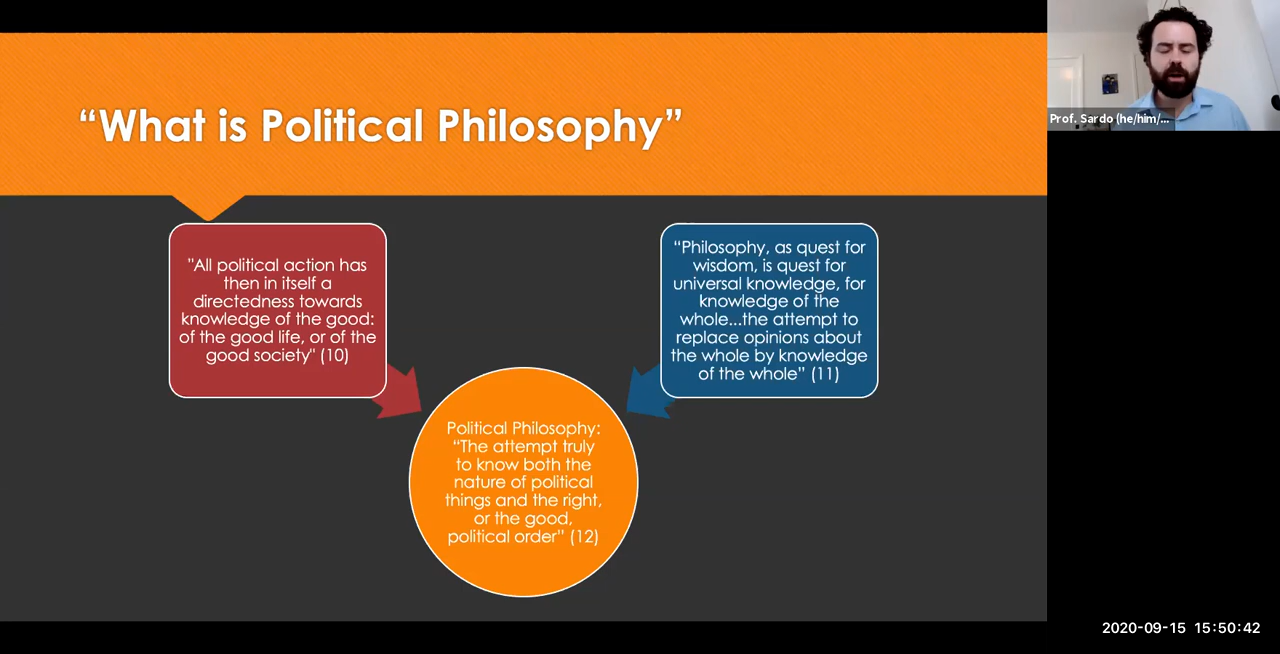 “What is Political Philosophy”
"All political action has
then in itself a
directedness towards
knowledge of the good:
of the good life, or of the
good society" (10)
“Philosophy, as quest for
wisdom, is quest for
universal knowledge, for
knowledge of the
whole...the attempt to
replace opinions about
the whole by knowledge
of the whole” (11)
Political Philosophy:
“The attempt truly
to know both the
nature of political
things and the right,
or the good,
political order” (12)
Prof. Sardo (he/him/...
2020-09-15 15:50:42